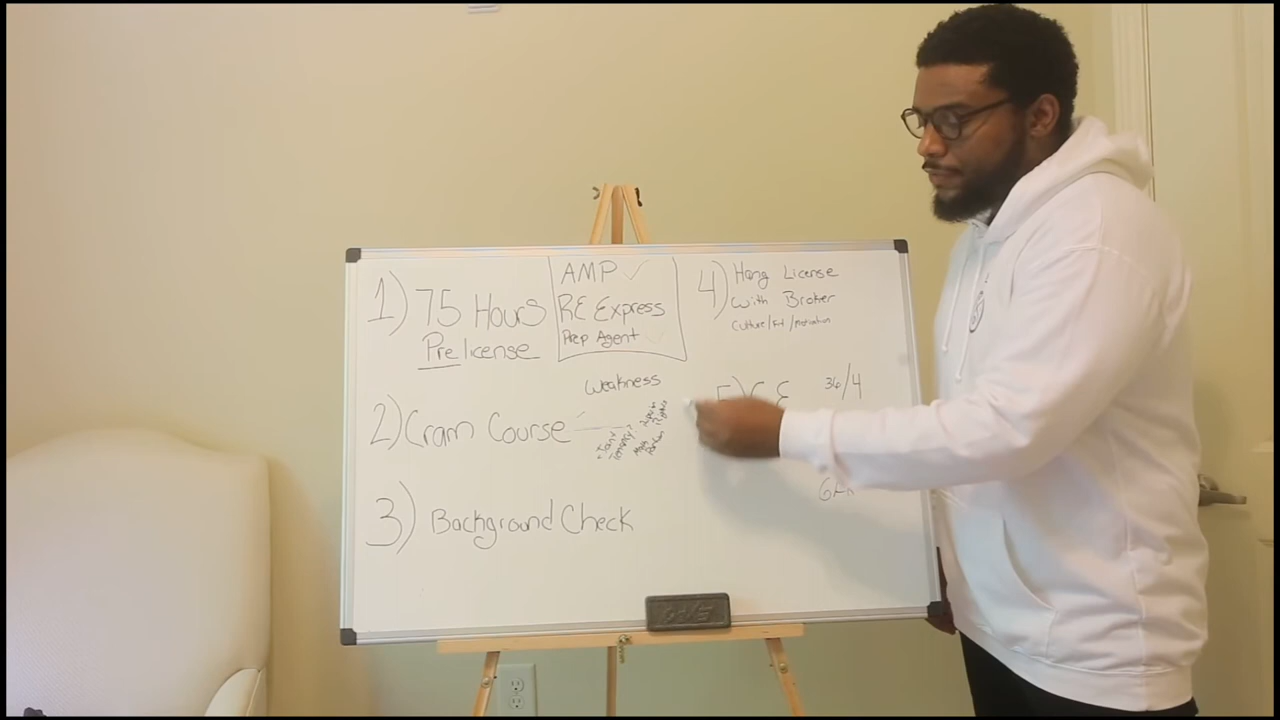 1) 75 Hours
Prelicense
AMP ✓
RE Express
Prep Agent
Weakness
2) Cram Course
3) Background Check
4) Hang License
With Broker
Culture/Fit/Motivation
5) C E
36/4